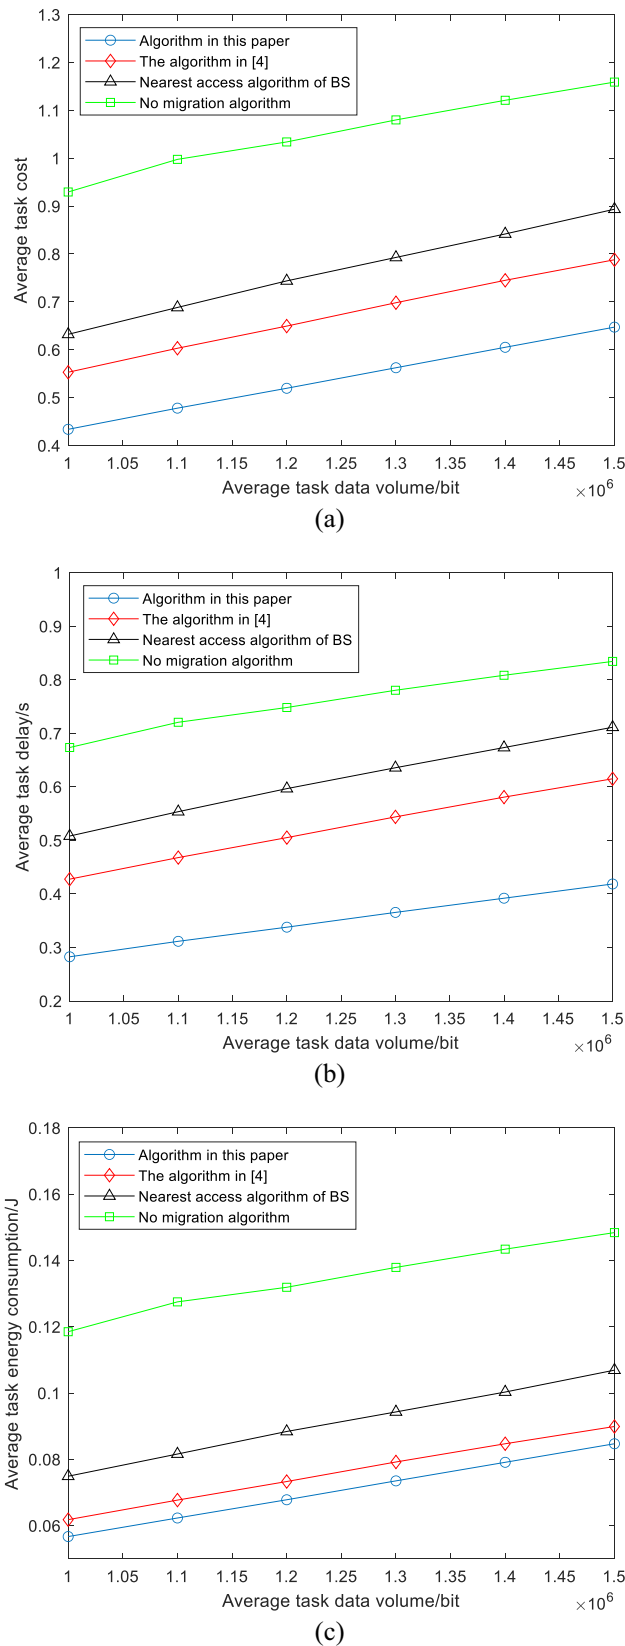 1.3
1.2
1.1
1
0.9
0.8
0.7
0.6
0.5
0.4
Average task cost
Algorithm in this paper
The algorithm in [4]
Nearest access algorithm of BS
No migration algorithm
1 1.05 1.1 1.15 1.2 1.25 1.3 1.35 1.4 1.45 1.5
Average task data volume/bit
×10^6
(a)
1
0.9
0.8
0.7
0.6
0.5
0.4
0.3
0.2
Average task delay/s
Algorithm in this paper
The algorithm in [4]
Nearest access algorithm of BS
No migration algorithm
1 1.05 1.1 1.15 1.2 1.25 1.3 1.35 1.4 1.45 1.5
Average task data volume/bit
×10^6
(b)
0.18
0.16
0.14
0.12
0.1
0.08
0.06
Average task energy consumption/J
Algorithm in this paper
The algorithm in [4]
Nearest access algorithm of BS
No migration algorithm
1 1.05 1.1 1.15 1.2 1.25 1.3 1.35 1.4 1.45 1.5
Average task data volume/bit
×10^6
(c)